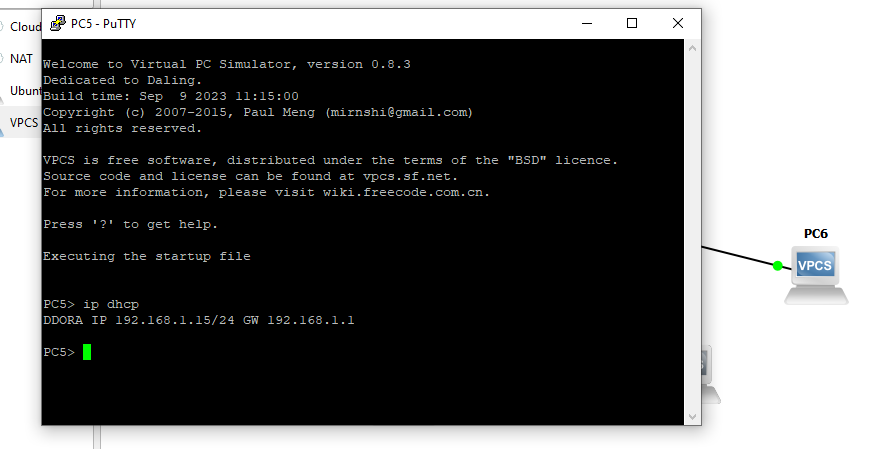 Cloud
NAT
Ubunt
VPCS
PC5 - PuTTY
Welcome to Virtual PC Simulator, version 0.8.3
Dedicated to Daling.
Build time: Sep  9 2023 11:15:00
Copyright (c) 2007-2015, Paul Meng (mirnshi@gmail.com)
All rights reserved.
VPCS is free software, distributed under the terms of the "BSD" licence.
Source code and license can be found at vpcs.sf.net.
For more information, please visit wiki.freecode.com.cn.
Press '?' to get help.
Executing the startup file
PC5> ip dhcp
DDORA IP 192.168.1.15/24 GW 192.168.1.1
PC5>
PC6
VPCS